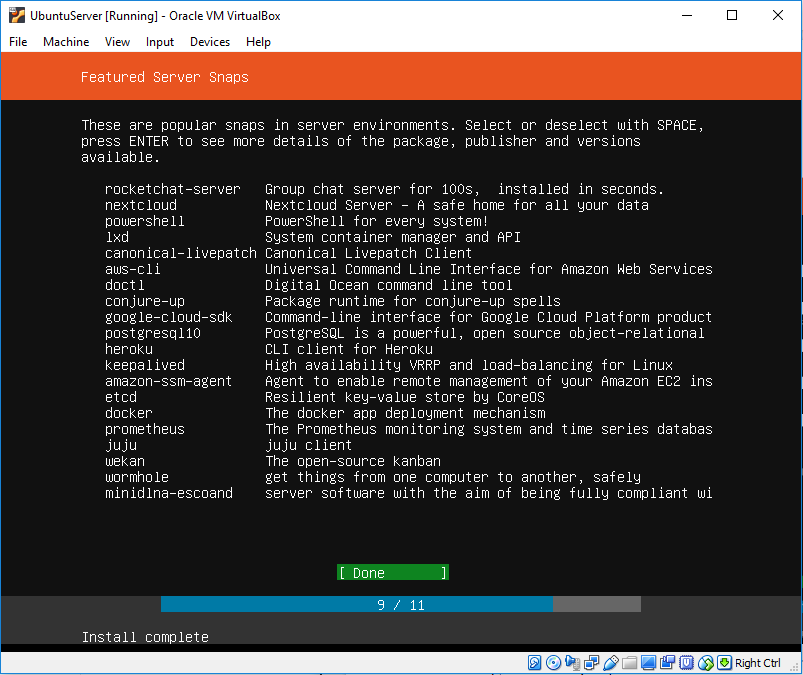 UbuntuServer [Running] - Oracle VM VirtualBox
File Machine View Input Devices Help
Featured Server Snaps
These are popular snaps in server environments. Select or deselect with SPACE,
press ENTER to see more details of the package, publisher and versions
available.
rocketchat-server Group chat server for 100s, installed in seconds.
nextcloud Nextcloud Server - A safe home for all your data
powershell PowerShell for every system!
lxd System container manager and API
canonical-livepatch Canonical Livepatch Client
aws-cli Universal Command Line Interface for Amazon Web Services
doctl Digital Ocean command line tool
conjure-up Package runtime for conjure-up spells
google-cloud-sdk Command-line interface for Google Cloud Platform product
postgresql10 PostgreSQL is a powerful, open source object-relational
heroku CLI client for Heroku
keepalived High availability VRRP and load-balancing for Linux
amazon-ssm-agent Agent to enable remote management of your Amazon EC2 ins
etcd Resilient key-value store by CoreOS
docker The docker app deployment mechanism
prometheus The Prometheus monitoring system and time series databas
juju juju client
wekan The open-source kanban
wormhole get things from one computer to another, safely
minidlna-escoand server software with the aim of being fully compliant wi
[ Done ]
9 / 11
Install complete
Right Ctrl